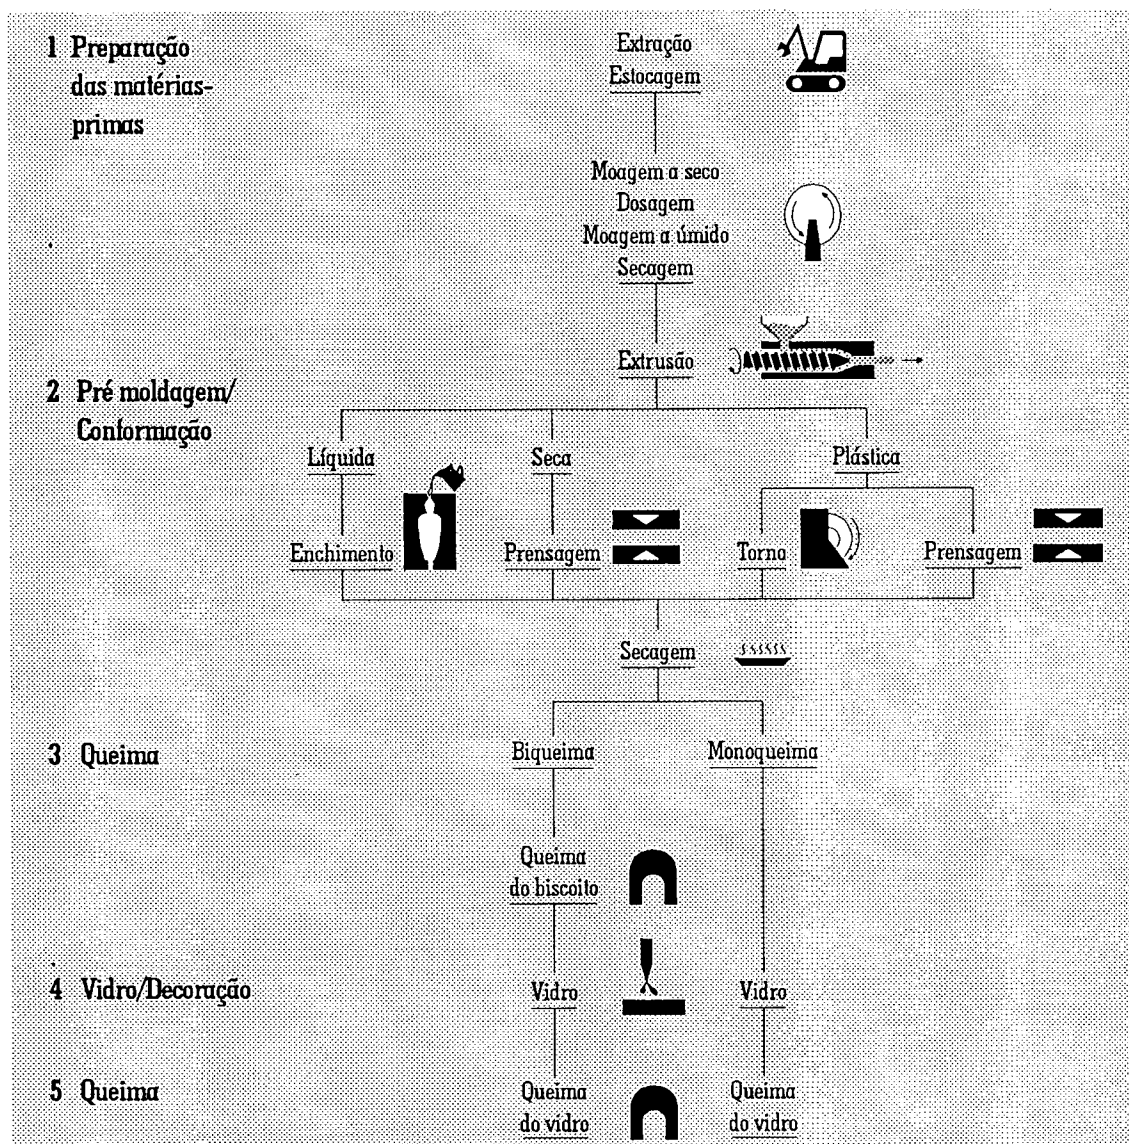 1 Preparação
das matérias-
primas
Extração
Estocagem
Moagem a seco
Dosagem
Moagem a úmido
Secagem
Extrusão
2 Pré moldagem/
Conformação
Líquida
Seca
Plástica
Enchimento
Prensagem
Torno
Prensagem
Secagem
3 Queima
Biqueima
Monoqueima
Queima
do biscoito
4 Vidro/Decoração
Vidro
Vidro
5 Queima
Queima
do vidro
Queima
do vidro